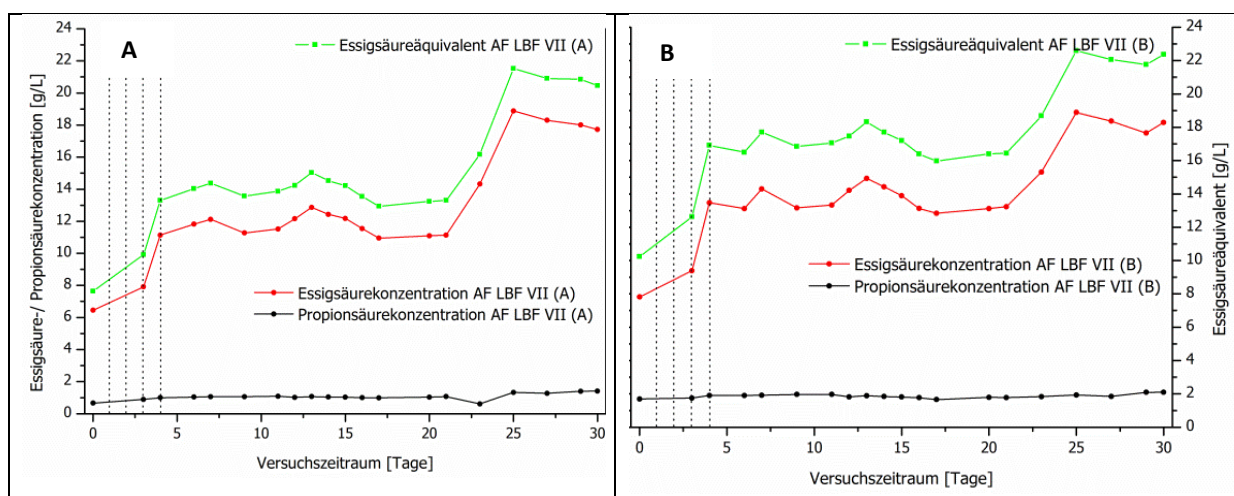 A
Essigsäureäquivalent AF LBF VII (A)
Essigsäurekonzentration AF LBF VII (A)
Propionsäurekonzentration AF LBF VII (A)
Essigsäure-/ Propionsäurekonzentration [g/L]
24
22
20
18
16
14
12
10
8
6
4
2
0
0 5 10 15 20 25 30
Versuchszeitraum [Tage]
B
Essigsäureäquivalent AF LBF VII (B)
Essigsäurekonzentration AF LBF VII (B)
Propionsäurekonzentration AF LBF VII (B)
Essigsäureäquivalent [g/L]
24
22
20
18
16
14
12
10
8
6
4
2
0
0 5 10 15 20 25 30
Versuchszeitraum [Tage]